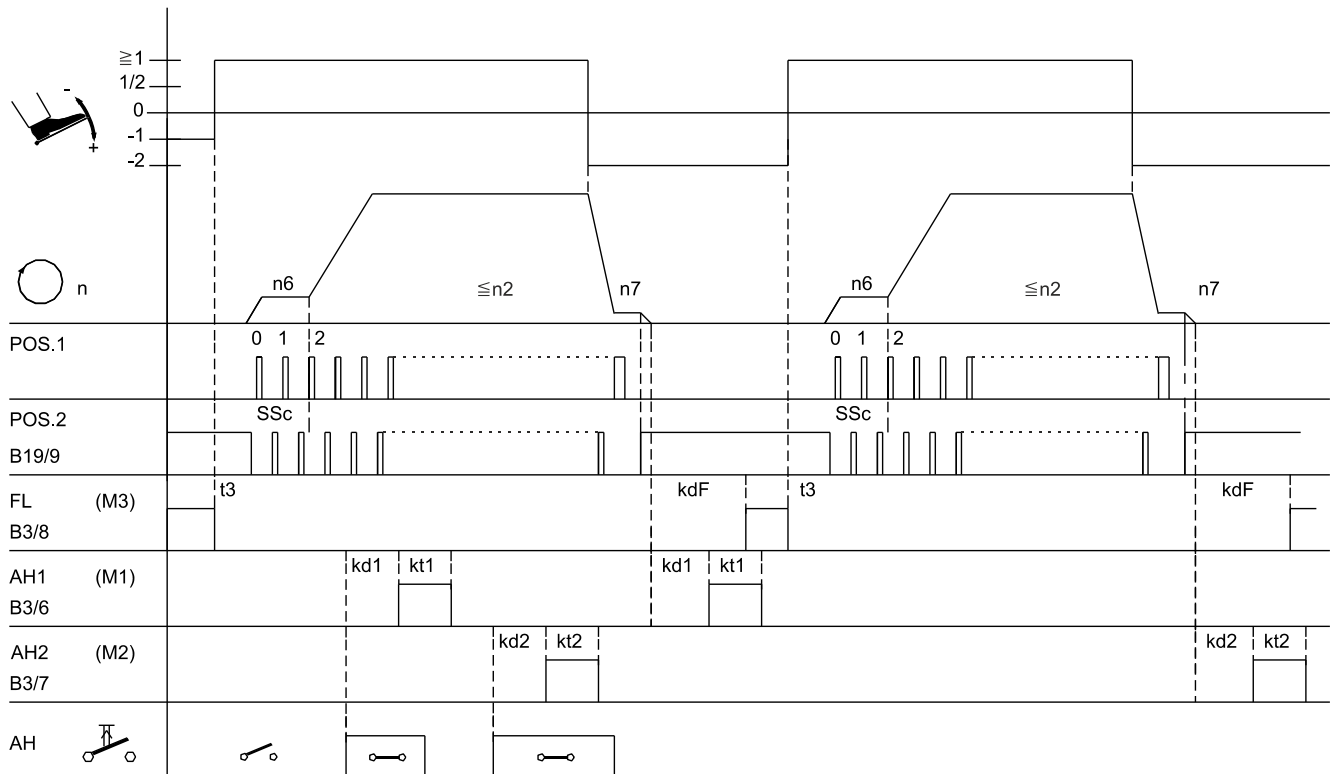 ≧1
1/2
0
-1
-2
-
+
n
n6 ≦n2 n7 n6 ≦n2 n7
POS.1 0 1 2 0 1 2
POS.2 SSc SSc
B19/9
FL (M3) t3 kdF t3 kdF
B3/8
AH1 (M1) kd1 kt1 kd1 kt1
B3/6
AH2 (M2) kd2 kt2 kd2 kt2
B3/7
AH